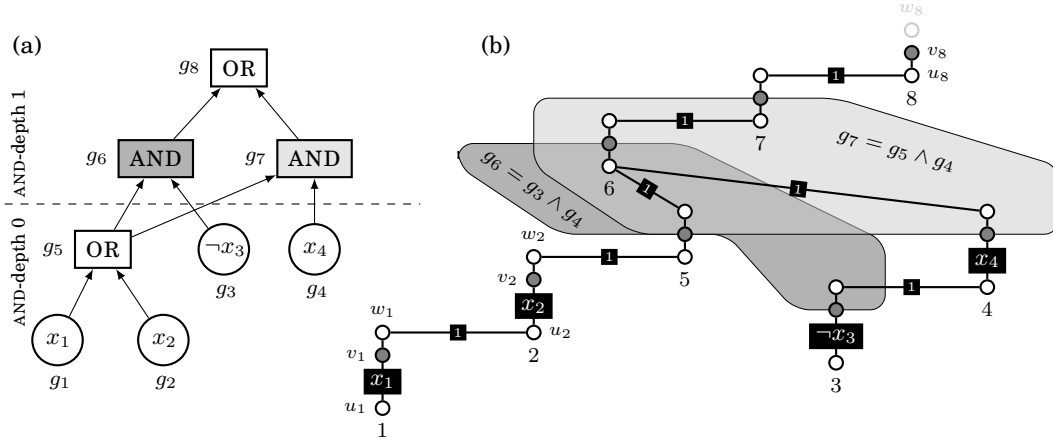 (a)
g8 OR
AND-depth 1
g6 AND
g7 AND
AND-depth 0
g5 OR
¬x3
g3
x4
g4
x1
g1
x2
g2
(b)
w8
v8
u8
8
1
7
1
g7 = g5 ∧ g4
6
1
1
g6 = g3 ∧ g4
w2
1
5
v2
x2
u2
2
x4
4
1
¬x3
3
w1
1
v1
x1
u1
1